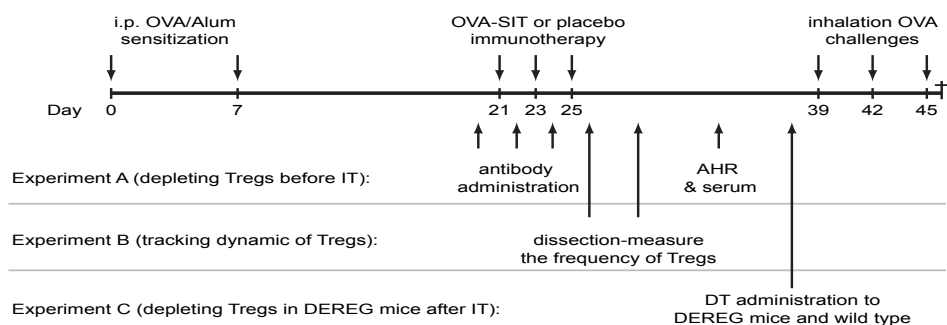 i.p. OVA/Alum
sensitization
OVA-SIT or placebo
immunotherapy
inhalation OVA
challenges
Day 0 7 21 23 25 39 42 45
Experiment A (depleting Tregs before IT):
antibody
administration
AHR
& serum
Experiment B (tracking dynamic of Tregs):
dissection-measure
the frequency of Tregs
Experiment C (depleting Tregs in DEREG mice after IT):
DT administration to
DEREG mice and wild type